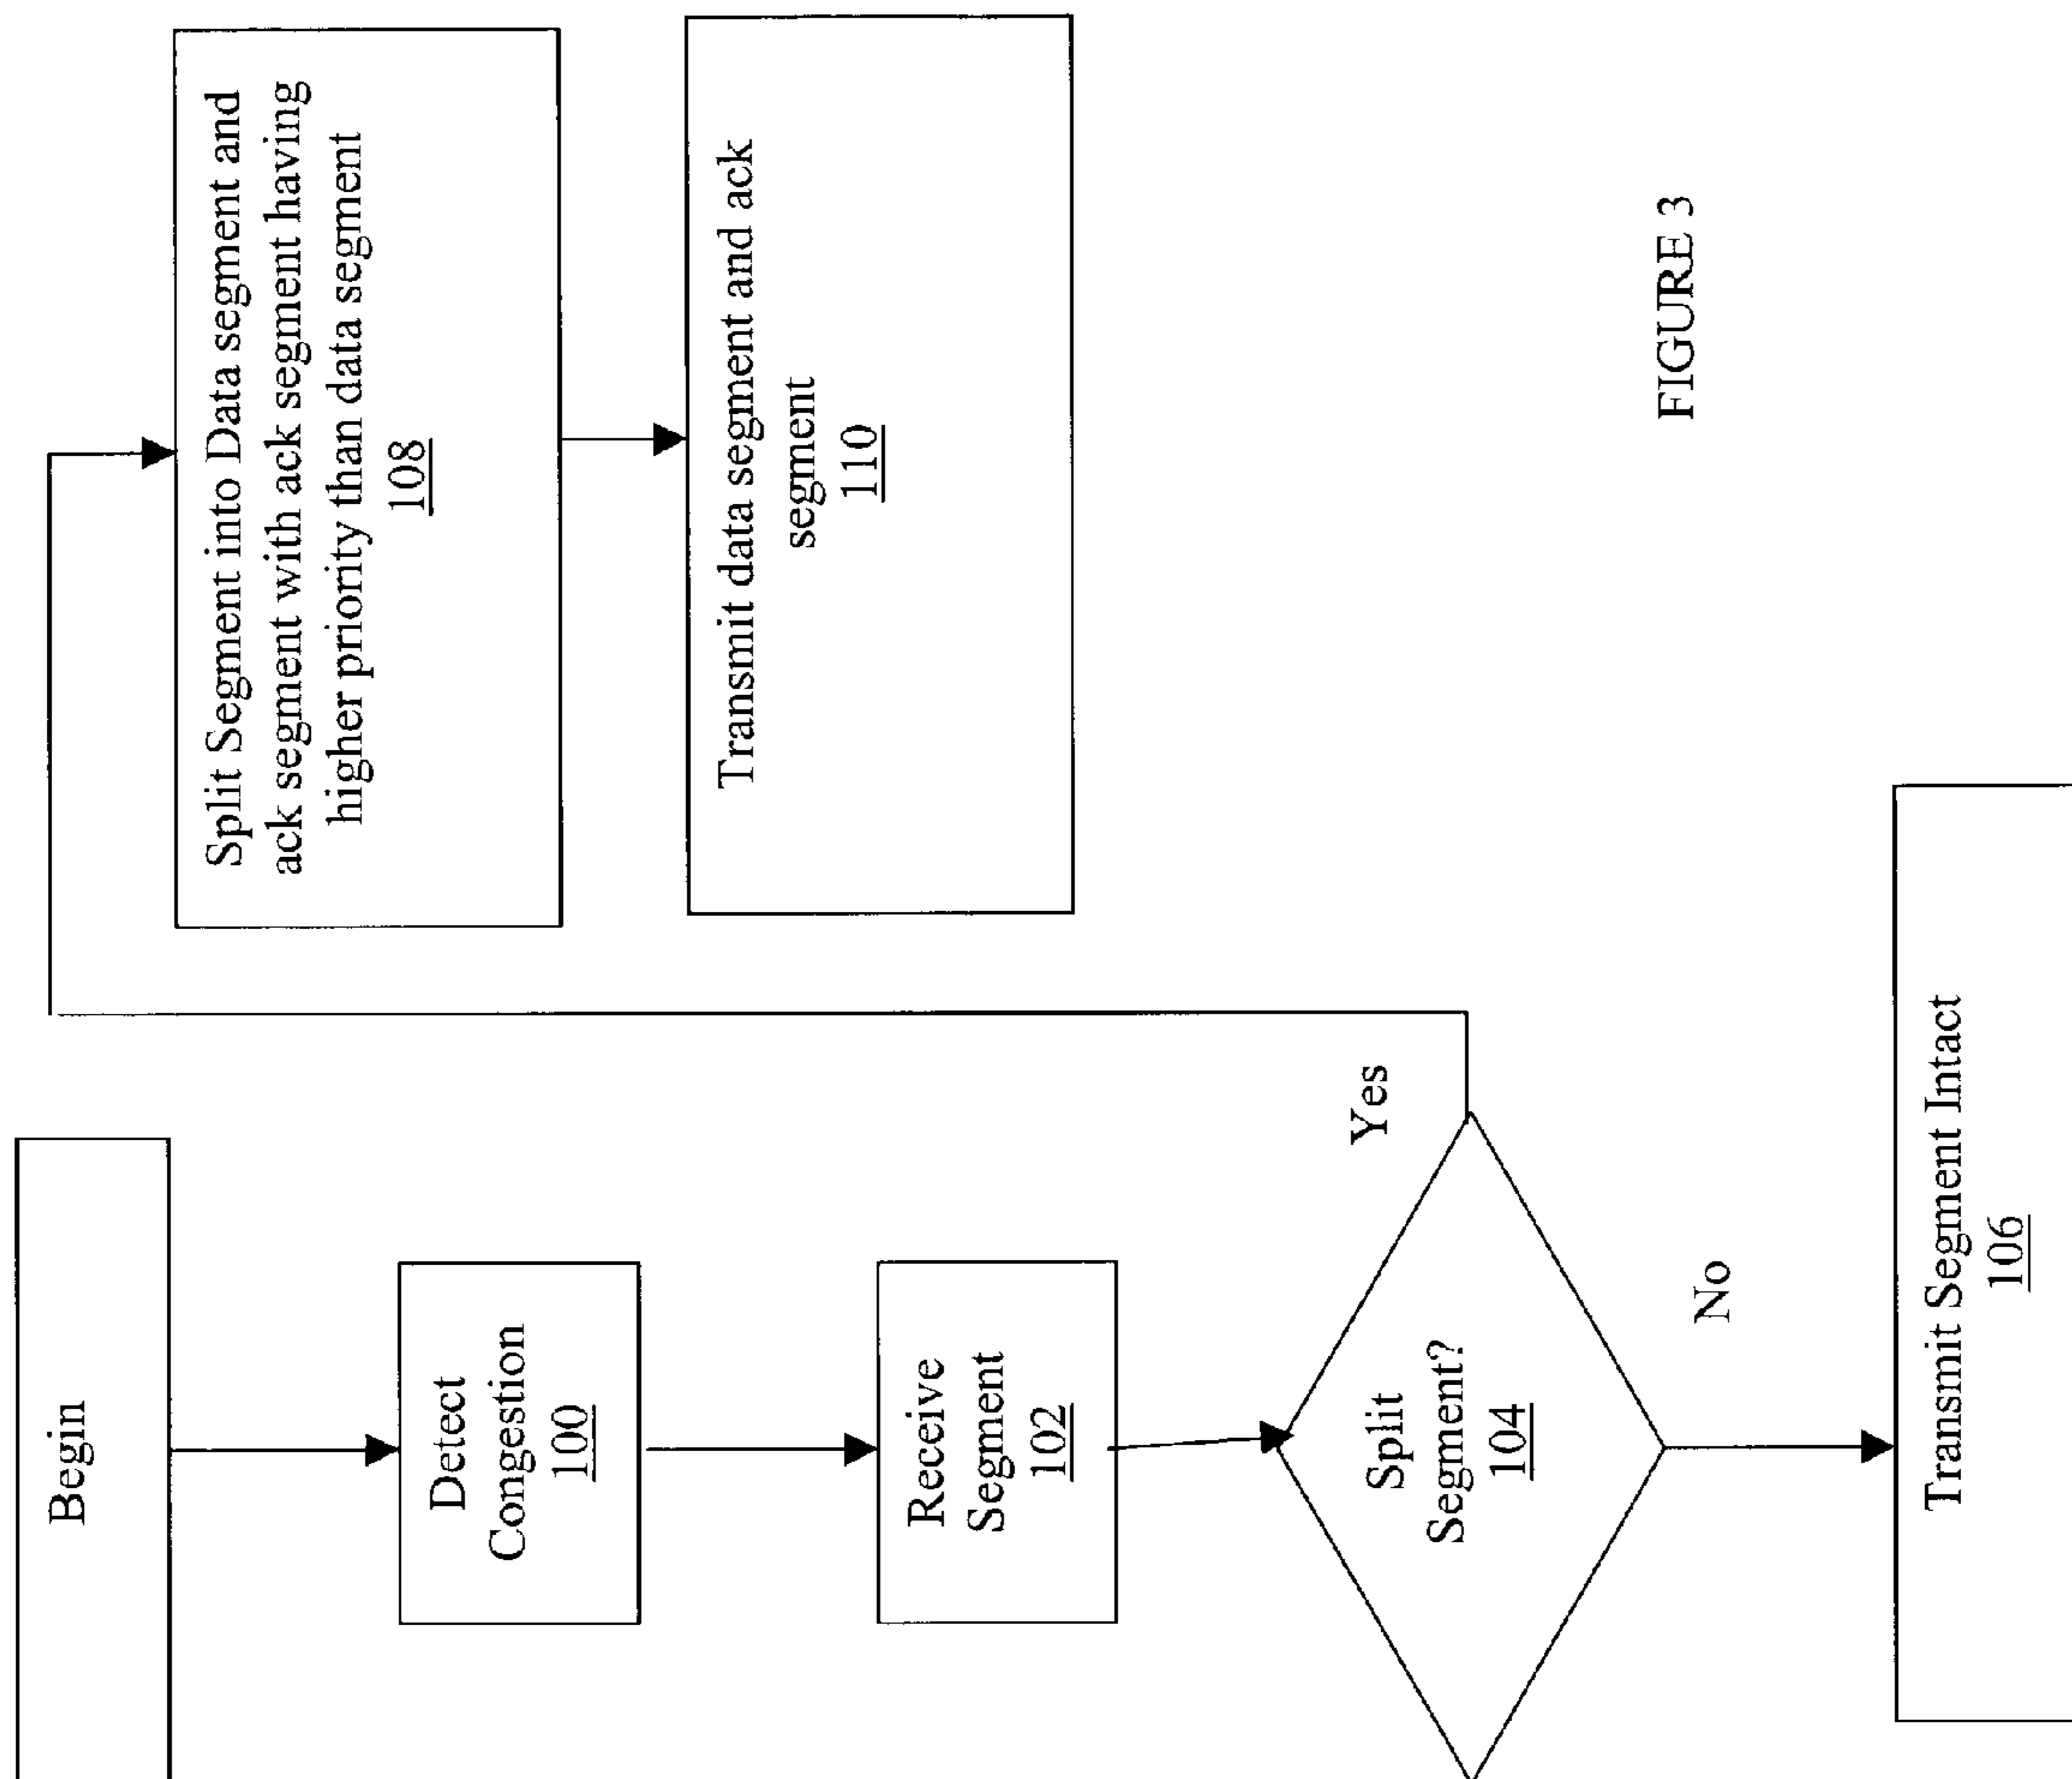 Begin
Detect
Congestion
100
Receive
Segment
102
Split
Segment?
104
Yes
No
Transmit Segment Intact
106
Split Segment into Data segment and
ack segment with ack segment having
higher priority than data segment
108
Transmit data segment and ack
segment
110
FIGURE 3